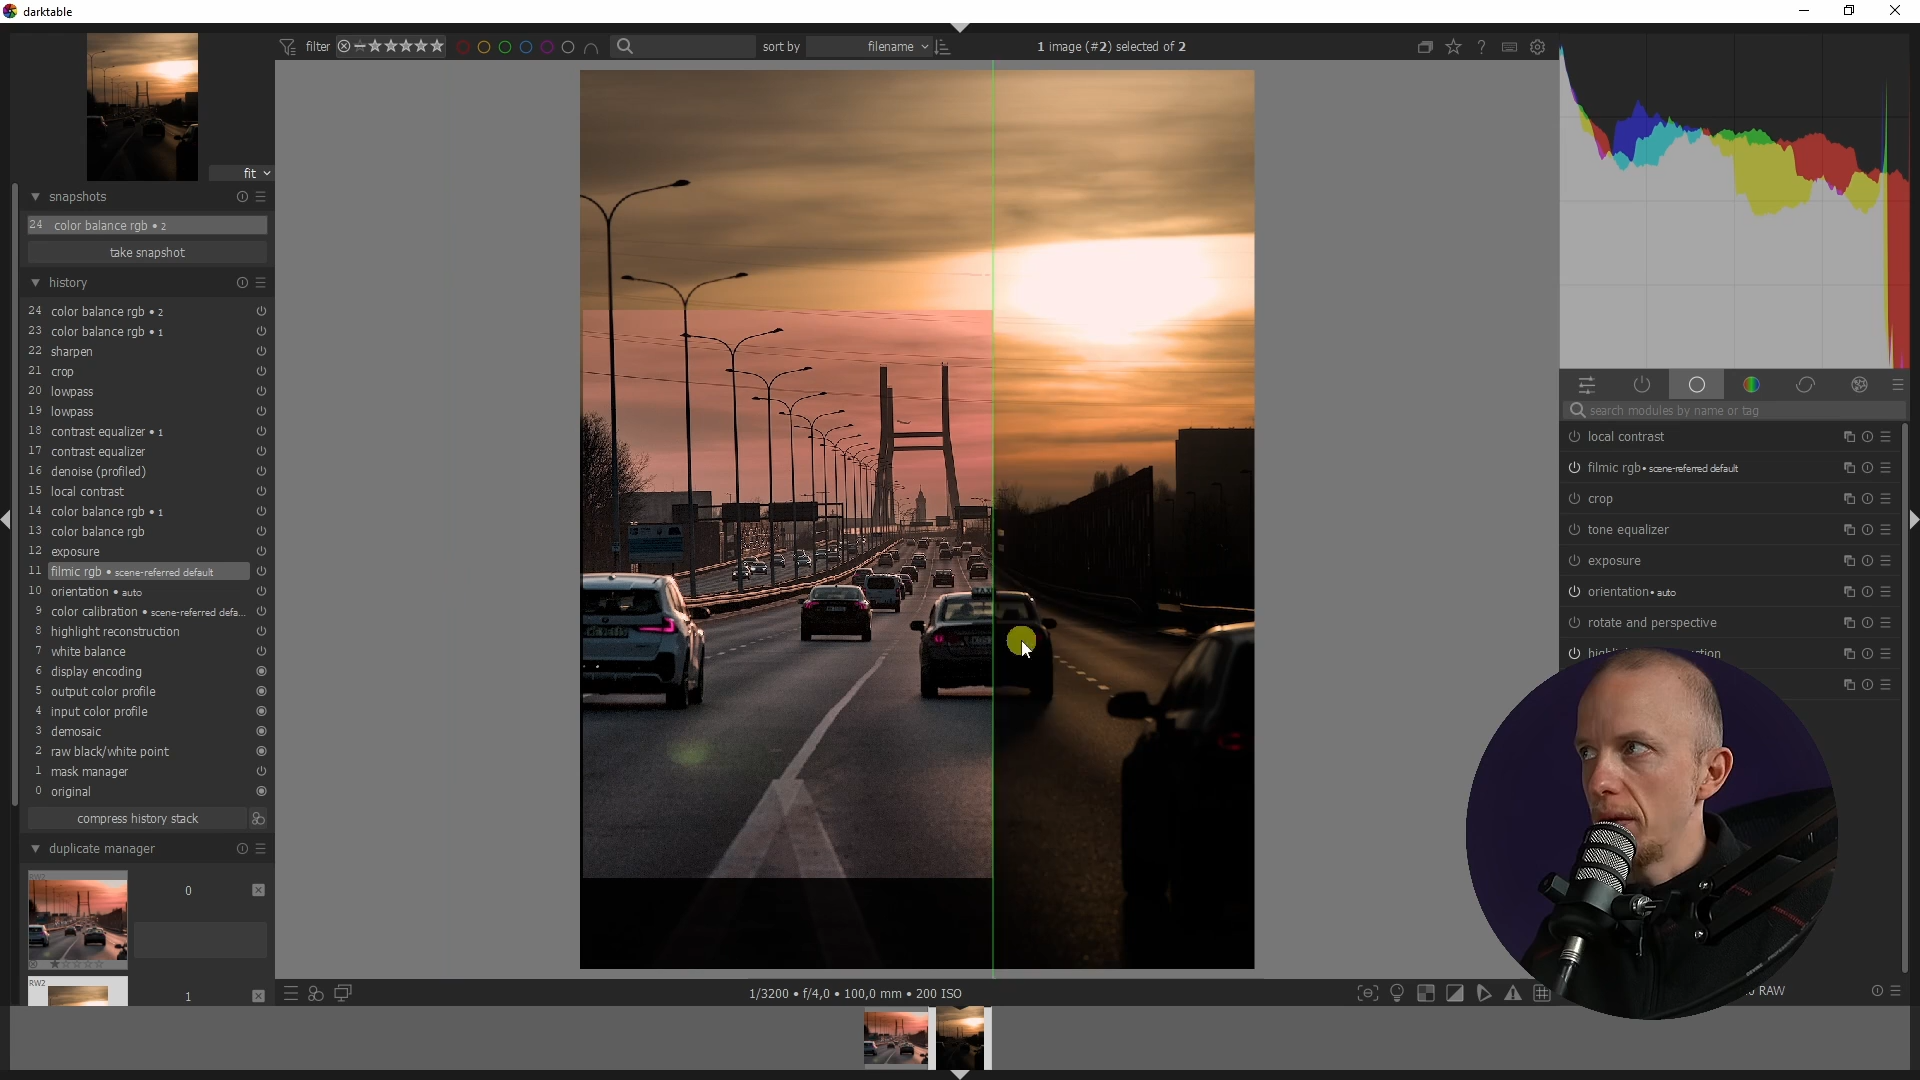 darktable
filter
sort by filename
1 image (#2) selected of 2
fit
snapshots
24 color balance rgb • 2
take snapshot
history
24 color balance rgb • 2
23 color balance rgb • 1
22 sharpen
21 crop
20 lowpass
19 lowpass
18 contrast equalizer • 1
17 contrast equalizer
16 denoise (profiled)
15 local contrast
14 color balance rgb • 1
13 color balance rgb
12 exposure
11 filmic rgb • scene-referred default
10 orientation • auto
9 color calibration • scene-referred defa...
8 highlight reconstruction
7 white balance
6 display encoding
5 output color profile
4 input color profile
3 demosaic
2 raw black/white point
1 mask manager
0 original
compress history stack
duplicate manager
RW2
0
RW2
1
1/3200 • f/4,0 • 100,0 mm • 200 ISO
search modules by name or tag
local contrast
filmic rgb • scene-referred default
crop
tone equalizer
exposure
orientation • auto
rotate and perspective
RAW